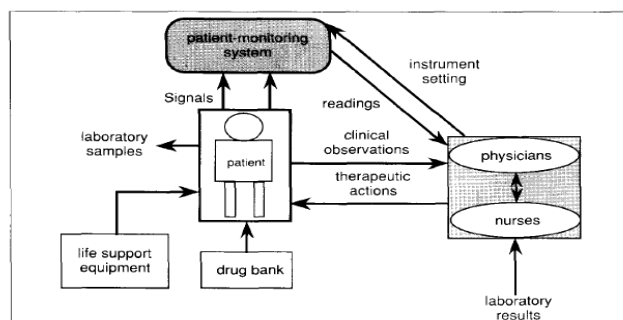 patient-monitoring
system
instrument
setting
Signals
readings
laboratory
samples
clinical
observations
patient
physicians
therapeutic
actions
nurses
life support
equipment
drug bank
laboratory
results